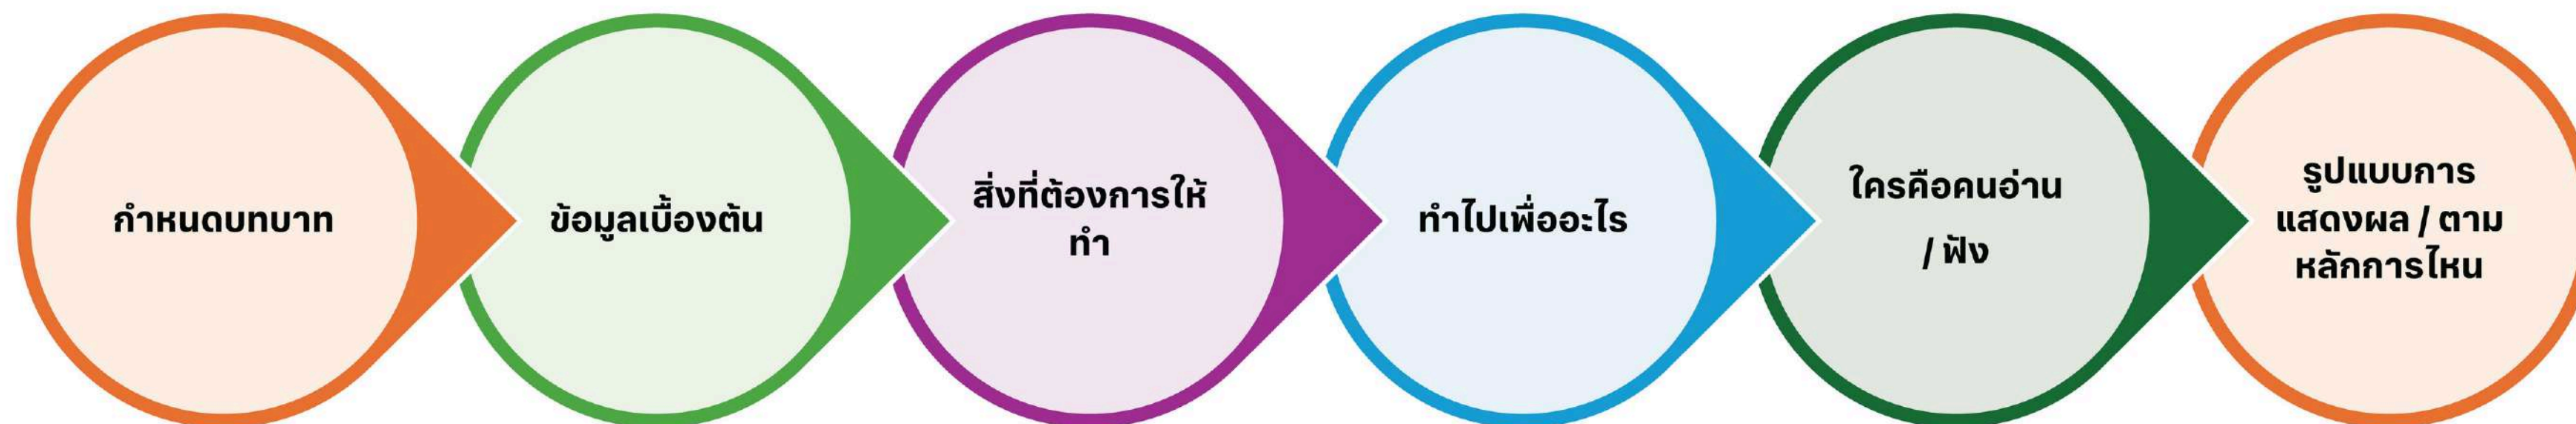 กำหนดบทบาท
ข้อมูลเบื้องต้น
สิ่งที่ต้องการให้
ทำ
ทำไปเพื่ออะไร
ใครคือคนอ่าน
/ ฟัง
รูปแบบการ
แสดงผล / ตาม
หลักการไหน